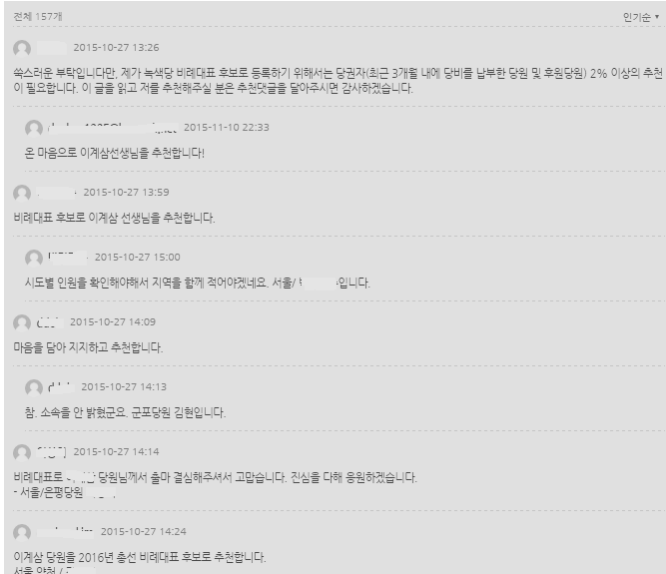 전체 157개
인기순 ▼
2015-10-27 13:26
쑥스러운 부탁입니다만, 제가 녹색당 비례대표 후보로 등록하기 위해서는 당권자(최근 3개월 내에 당비를 납부한 당원 및 후원당원) 2% 이상의 추천
이 필요합니다. 이 글을 읽고 저를 추천해주실 분은 추천댓글을 달아주시면 감사하겠습니다.
2015-11-10 22:33
온 마음으로 이계삼선생님을 추천합니다!
2015-10-27 13:59
비례대표 후보로 이계삼 선생님을 추천합니다.
2015-10-27 15:00
시도별 인원을 확인해야해서 지역을 함께 적어야겠네요. 서울/ 입니다.
2015-10-27 14:09
마음을 담아 지지하고 추천합니다.
2015-10-27 14:13
참. 소속을 안 밝혔군요. 군포당원 김현입니다.
2015-10-27 14:14
비례대표로 당원님께서 출마 결심해주셔서 고맙습니다. 진심을 다해 응원하겠습니다.
- 서울/은평당원
2015-10-27 14:24
이계삼 당원을 2016년 총선 비례대표 후보로 추천합니다.
서울 양천 /